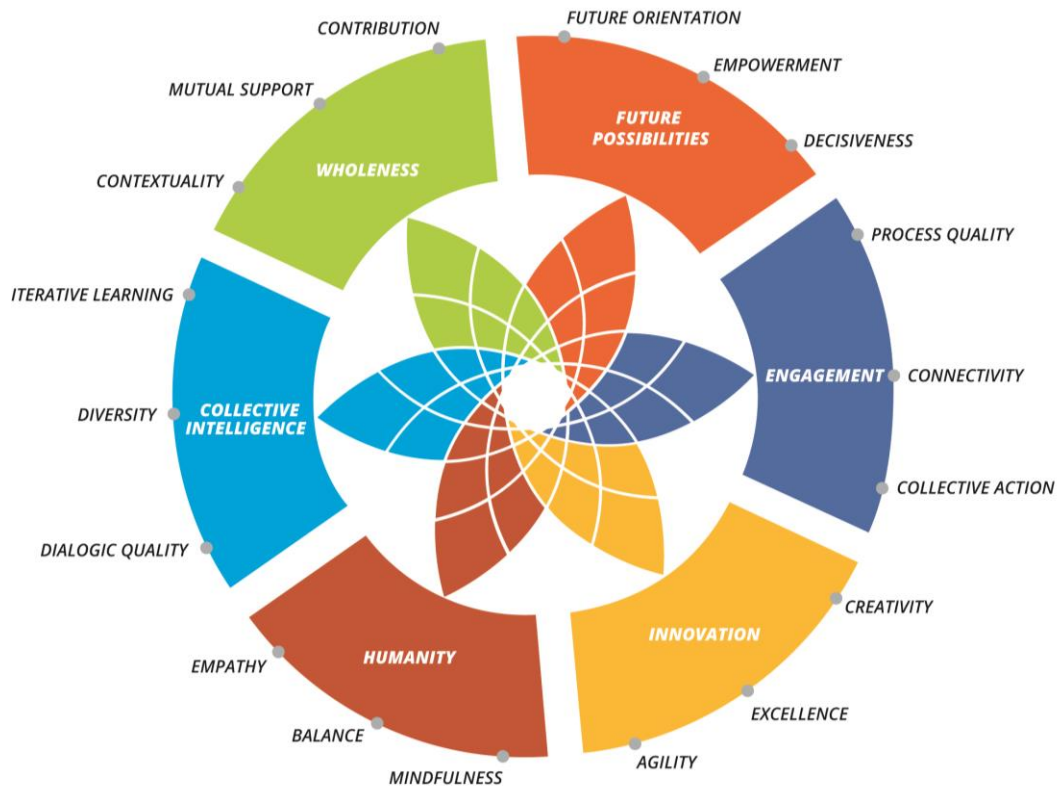 FUTURE ORIENTATION
EMPOWERMENT
DECISIVENESS
FUTURE
POSSIBILITIES
PROCESS QUALITY
CONNECTIVITY
COLLECTIVE ACTION
ENGAGEMENT
CREATIVITY
EXCELLENCE
AGILITY
INNOVATION
MINDFULNESS
BALANCE
EMPATHY
HUMANITY
DIALOGIC QUALITY
DIVERSITY
ITERATIVE LEARNING
COLLECTIVE
INTELLIGENCE
CONTEXTUALITY
MUTUAL SUPPORT
CONTRIBUTION
WHOLENESS